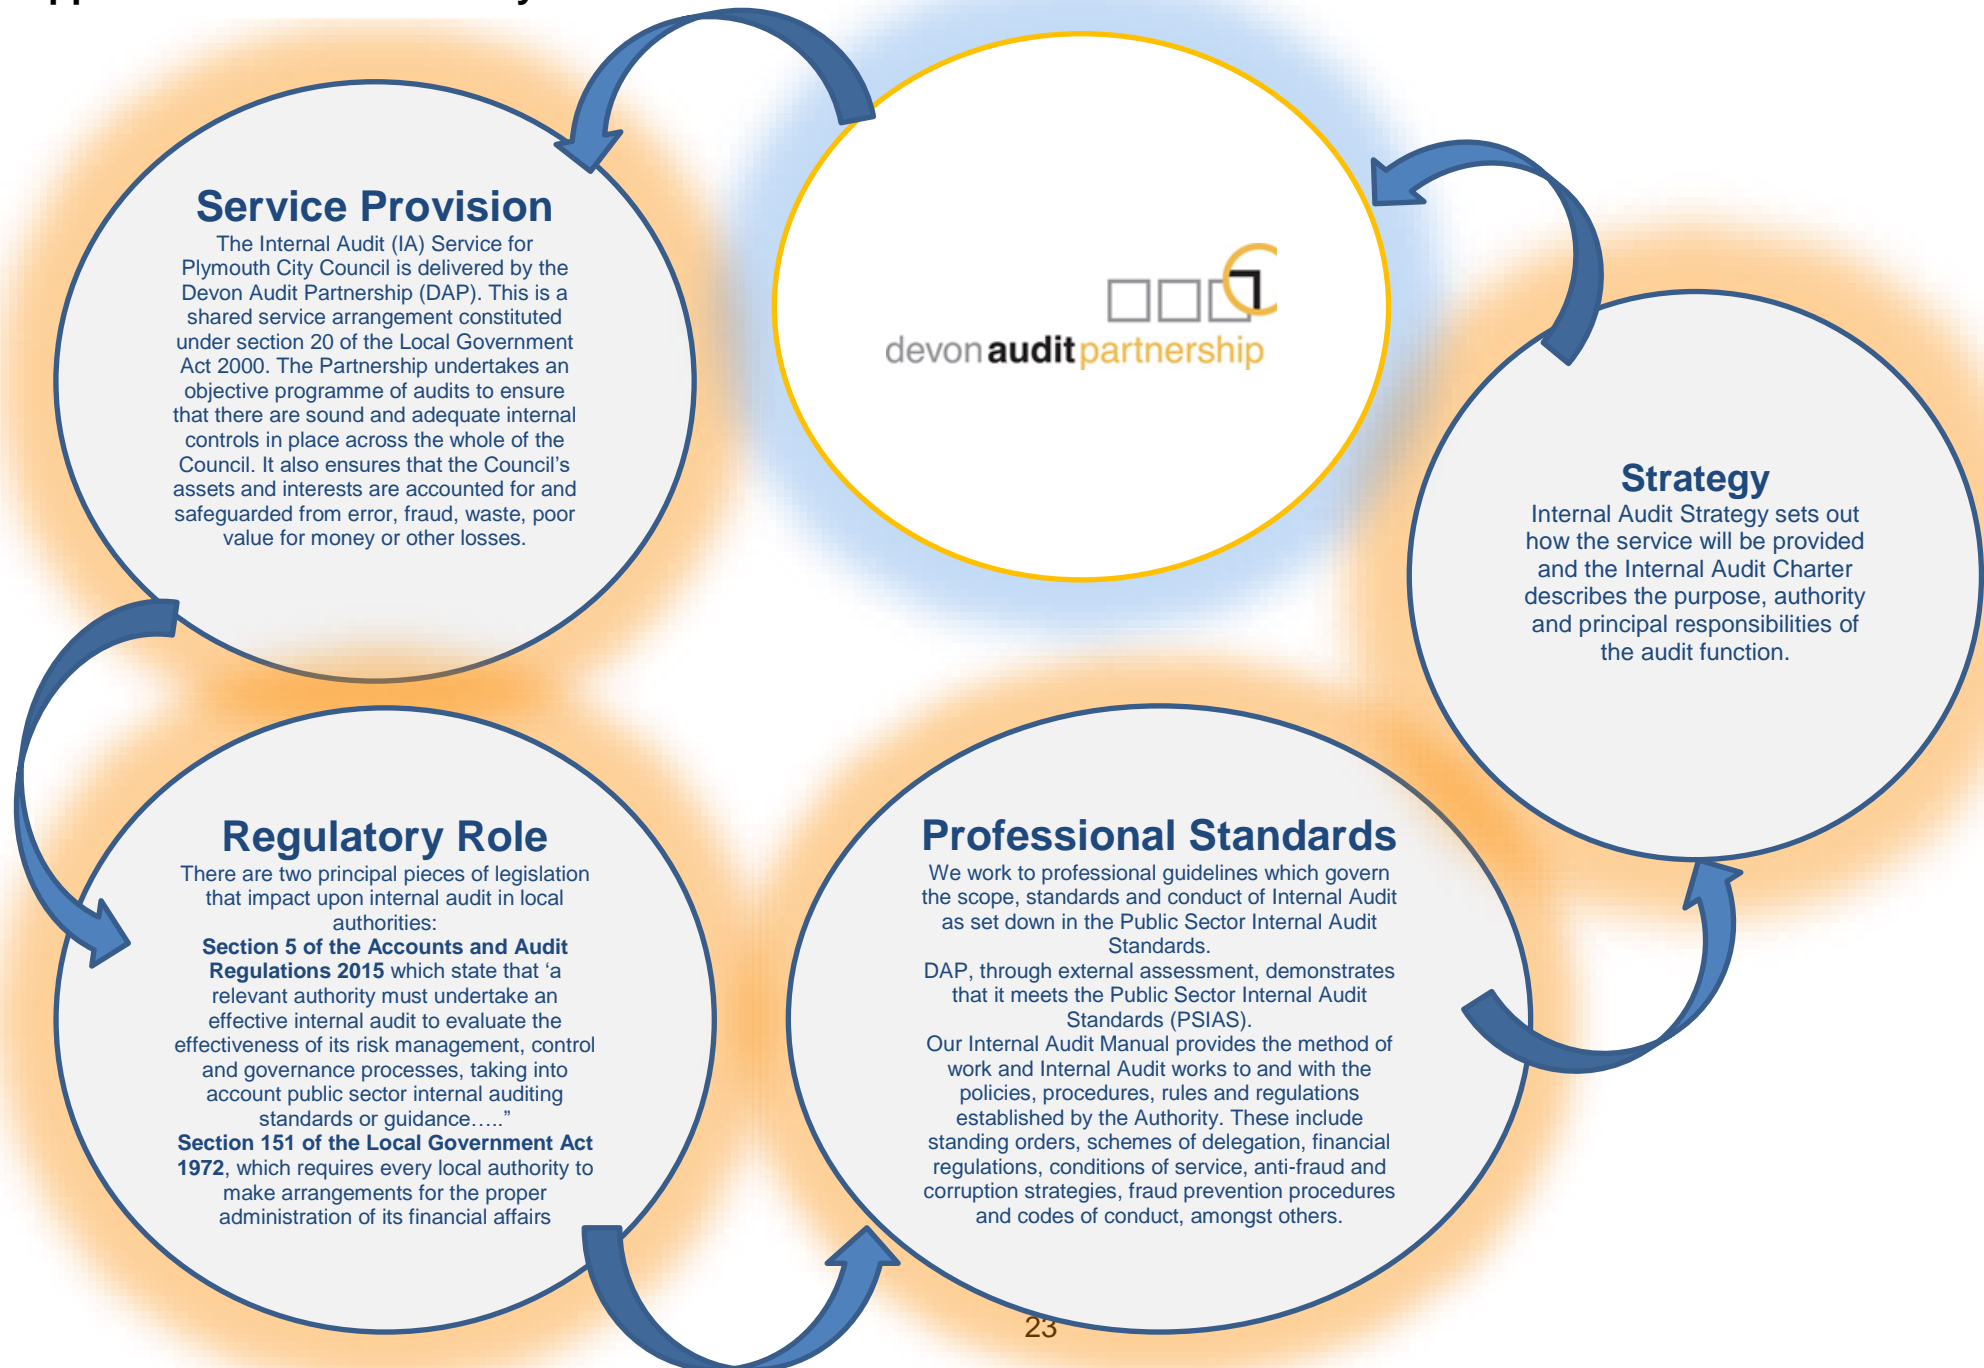 devon audit partnership
Service Provision
The Internal Audit (IA) Service for
Plymouth City Council is delivered by the
Devon Audit Partnership (DAP). This is a
shared service arrangement constituted
under section 20 of the Local Government
Act 2000. The Partnership undertakes an
objective programme of audits to ensure
that there are sound and adequate internal
controls in place across the whole of the
Council. It also ensures that the Council’s
assets and interests are accounted for and
safeguarded from error, fraud, waste, poor
value for money or other losses.
Regulatory Role
There are two principal pieces of legislation
that impact upon internal audit in local
authorities:
Section 5 of the Accounts and Audit
Regulations 2015 which state that ‘a
relevant authority must undertake an
effective internal audit to evaluate the
effectiveness of its risk management, control
and governance processes, taking into
account public sector internal auditing
standards or guidance…..”
Section 151 of the Local Government Act
1972, which requires every local authority to
make arrangements for the proper
administration of its financial affairs
Professional Standards
We work to professional guidelines which govern
the scope, standards and conduct of Internal Audit
as set down in the Public Sector Internal Audit
Standards.
DAP, through external assessment, demonstrates
that it meets the Public Sector Internal Audit
Standards (PSIAS).
Our Internal Audit Manual provides the method of
work and Internal Audit works to and with the
policies, procedures, rules and regulations
established by the Authority. These include
standing orders, schemes of delegation, financial
regulations, conditions of service, anti-fraud and
corruption strategies, fraud prevention procedures
and codes of conduct, amongst others.
Strategy
Internal Audit Strategy sets out
how the service will be provided
and the Internal Audit Charter
describes the purpose, authority
and principal responsibilities of
the audit function.
23